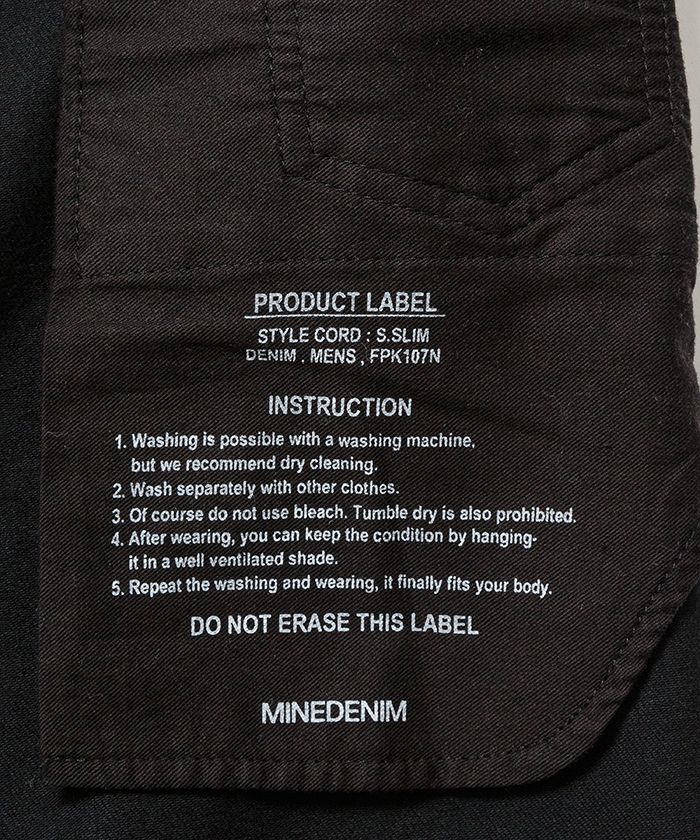 PRODUCT LABEL
STYLE CORD : S.SLIM
DENIM , MENS , FPK107N
INSTRUCTION
1. Washing is possible with a washing machine,
but we recommend dry cleaning.
2. Wash separately with other clothes.
3. Of course do not use bleach. Tumble dry is also prohibited.
4. After wearing, you can keep the condition by hanging-
it in a well ventilated shade.
5. Repeat the washing and wearing, it finally fits your body.
DO NOT ERASE THIS LABEL
MINEDENIM